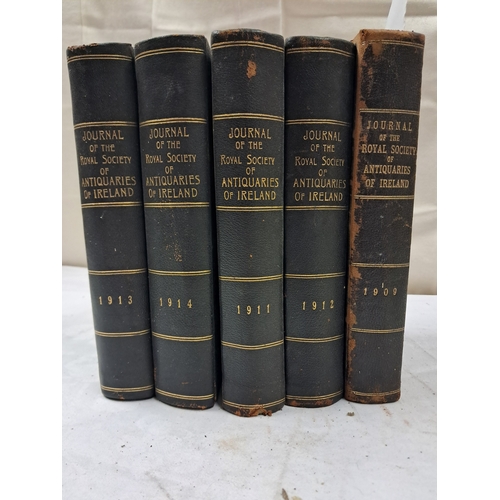 JOURNAL
OF THE
ROYAL SOCIETY
OF
ANTIQUARIES
OF IRELAND
1913
JOURNAL
OF THE
ROYAL SOCIETY
OF
ANTIQUARIES
OF IRELAND
1914
JOURNAL
OF THE
ROYAL SOCIETY
OF
ANTIQUARIES
OF IRELAND
1911
JOURNAL
OF THE
ROYAL SOCIETY
OF
ANTIQUARIES
OF IRELAND
1912
JOURNAL
OF THE
ROYAL SOCIETY
OF
ANTIQUARIES
OF IRELAND
1
1909